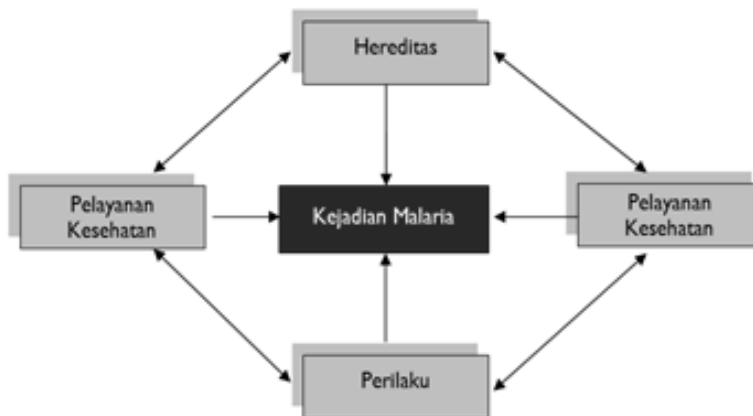 Hereditas
Pelayanan
Kesehatan
Kejadian Malaria
Pelayanan
Kesehatan
Perilaku